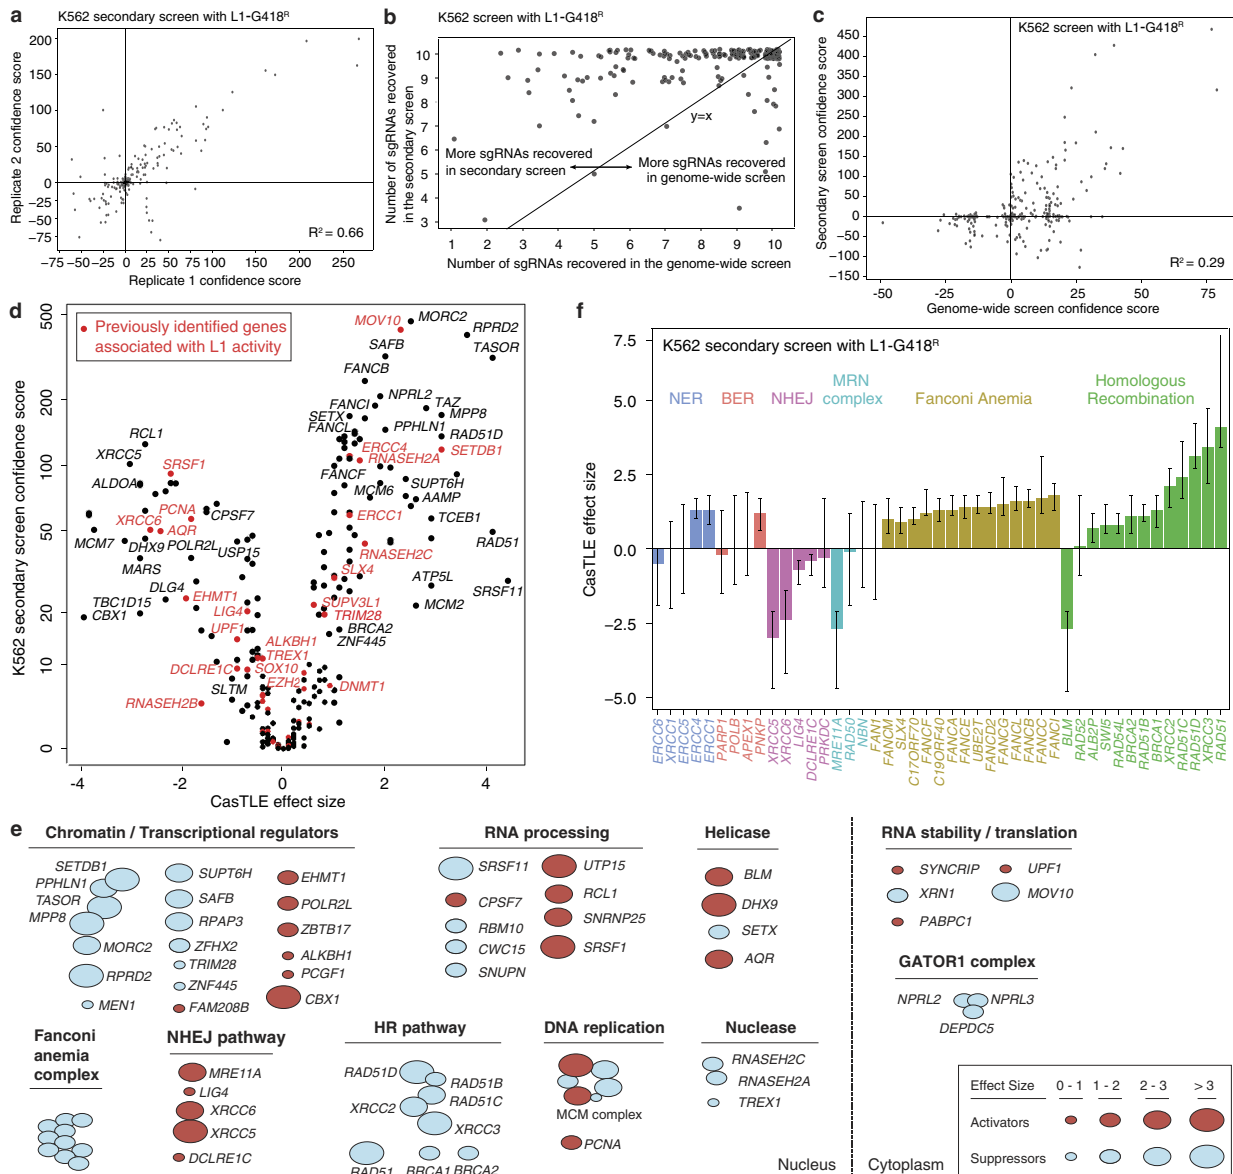 a
K562 secondary screen with L1-G418ᴿ
Replicate 2 confidence score
200
150
100
50
0
−25
−50
−75
−75 −50 −25 0 25 50 75 100 150 200 250
R² = 0.66
Replicate 1 confidence score
b
K562 screen with L1-G418ᴿ
Number of sgRNAs recovered
in the secondary screen
10
9
8
7
6
5
4
3
y=x
More sgRNAs recovered
in secondary screen
More sgRNAs recovered
in genome-wide screen
1 2 3 4 5 6 7 8 9 10
Number of sgRNAs recovered in the genome-wide screen
c
K562 screen with L1-G418ᴿ
Secondary screen confidence score
450
400
350
300
250
200
150
100
50
0
−50
−100
−150
R² = 0.29
-50 -25 0 25 50 75
Genome-wide screen confidence score
d
Previously identified genes
associated with L1 activity
K562 secondary screen confidence score
500
200
100
50
20
10
0
MOV10
MORC2
RPRD2
SAFB
TASOR
FANCB
NPRL2
FANCI
TAZ
SETX
MPP8
FANCL
PPHLN1
RAD51D
ERCC4
SETDB1
RNASEH2A
FANCF
SUPT6H
MCM6
AAMP
ERCC1
TCEB1
RAD51
RNASEH2C
SLX4
ATP5L
SRSF11
SUPV3L1
MCM2
TRIM28
BRCA2
ZNF445
RCL1
XRCC5
SRSF1
ALDOA
PCNA
CPSF7
XRCC6
AQR
MCM7
DHX9
POLR2L
USP15
MARS
DLG4
EHMT1
TBC1D15
LIG4
CBX1
UPF1
ALKBH1
TREX1
DCLRE1C
SOX10
EZH2
DNMT1
SLTM
RNASEH2B
−4 −2 0 2 4
CasTLE effect size
f
K562 secondary screen with L1-G418ᴿ
CasTLE effect size
7.5
5.0
2.5
0.0
−2.5
−5.0
NER
BER
NHEJ
MRN
complex
Fanconi Anemia
Homologous
Recombination
ERCC6
XRCC1
ERCC5
ERCC4
ERCC1
PARP1
POLB
APEX1
PNKP
XRCC5
XRCC6
LIG4
DCLRE1C
PRKDC
MRE11A
RAD50
NBN
FAN1
FANCM
SLX4
C17ORF70
FANCF
C19ORF40
FANCA
FANCE
UBE2T
FANCD2
FANCG
FANCL
FANCB
FANCC
FANCI
BLM
RAD52
ALB2P
SWI5
RAD54L
BRCA2
RAD51B
BRCA1
XRCC2
RAD51C
RAD51D
XRCC3
RAD51
e
Chromatin / Transcriptional regulators
SETDB1
PPHLN1
TASOR
MPP8
MORC2
RPRD2
MEN1
SUPT6H
SAFB
RPAP3
ZFHX2
TRIM28
ZNF445
FAM208B
EHMT1
POLR2L
ZBTB17
ALKBH1
PCGF1
CBX1
RNA processing
SRSF11
CPSF7
RBM10
CWC15
SNUPN
UTP15
RCL1
SNRNP25
SRSF1
Helicase
BLM
DHX9
SETX
AQR
RNA stability / translation
SYNCRIP
UPF1
XRN1
MOV10
PABPC1
GATOR1 complex
NPRL2
NPRL3
DEPDC5
Fanconi
anemia
complex
NHEJ pathway
MRE11A
LIG4
XRCC6
XRCC5
DCLRE1C
HR pathway
RAD51D
RAD51B
RAD51C
XRCC2
XRCC3
RAD51
BRCA1
BRCA2
DNA replication
MCM complex
PCNA
Nuclease
RNASEH2C
RNASEH2A
TREX1
Nucleus
Cytoplasm
Effect Size 0 - 1 1 - 2 2 - 3 > 3
Activators
Suppressors